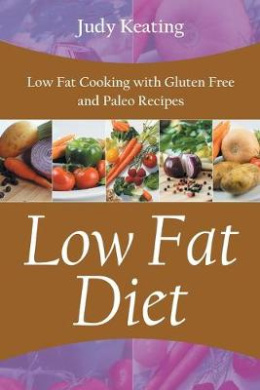 Judy Keating
Low Fat Cooking with Gluten Free
and Paleo Recipes
Low Fat
Diet